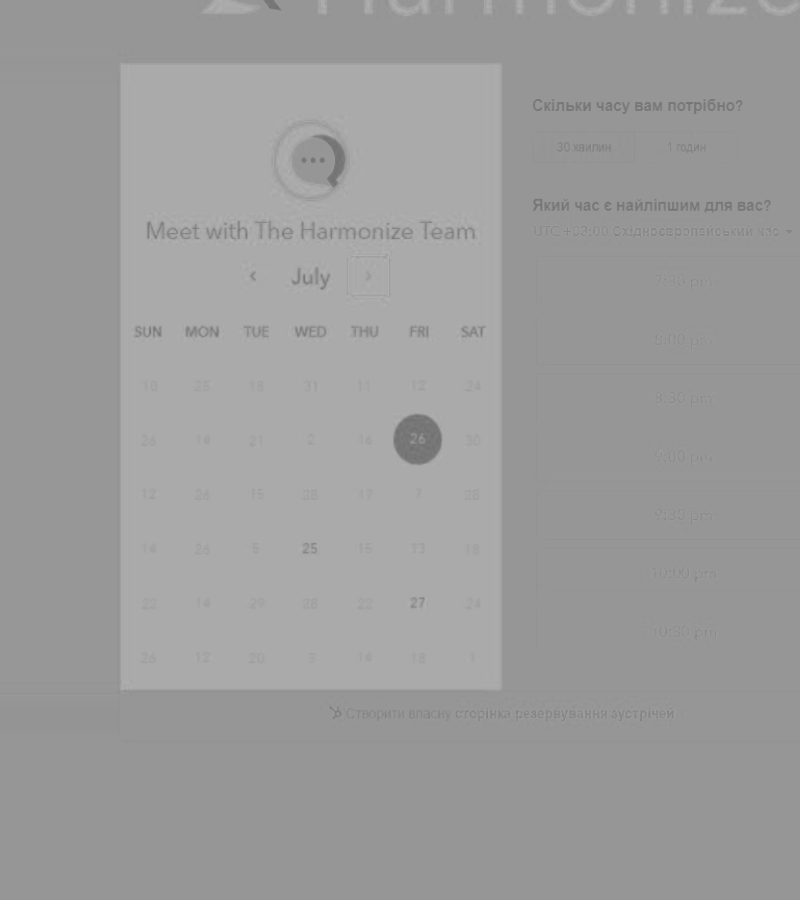 Harmonize
Meet with The Harmonize Team
‹ July ›
SUN MON TUE WED THU FRI SAT
10 25 18 31 11 12 24
26 14 21 2 16 26 30
12 26 15 28 17 7 28
14 26 5 25 15 13 18
22 14 29 28 22 27 24
26 12 20 9 14 18 1
Скільки часу вам потрібно?
30 хвилин 1 годин
Який час є найліпшим для вас?
UTC +03:00 Східноєвропейський час
7:30 pm
8:00 pm
8:30 pm
9:00 pm
9:30 pm
10:00 pm
10:30 pm
Створити власну сторінка резервування зустрічей